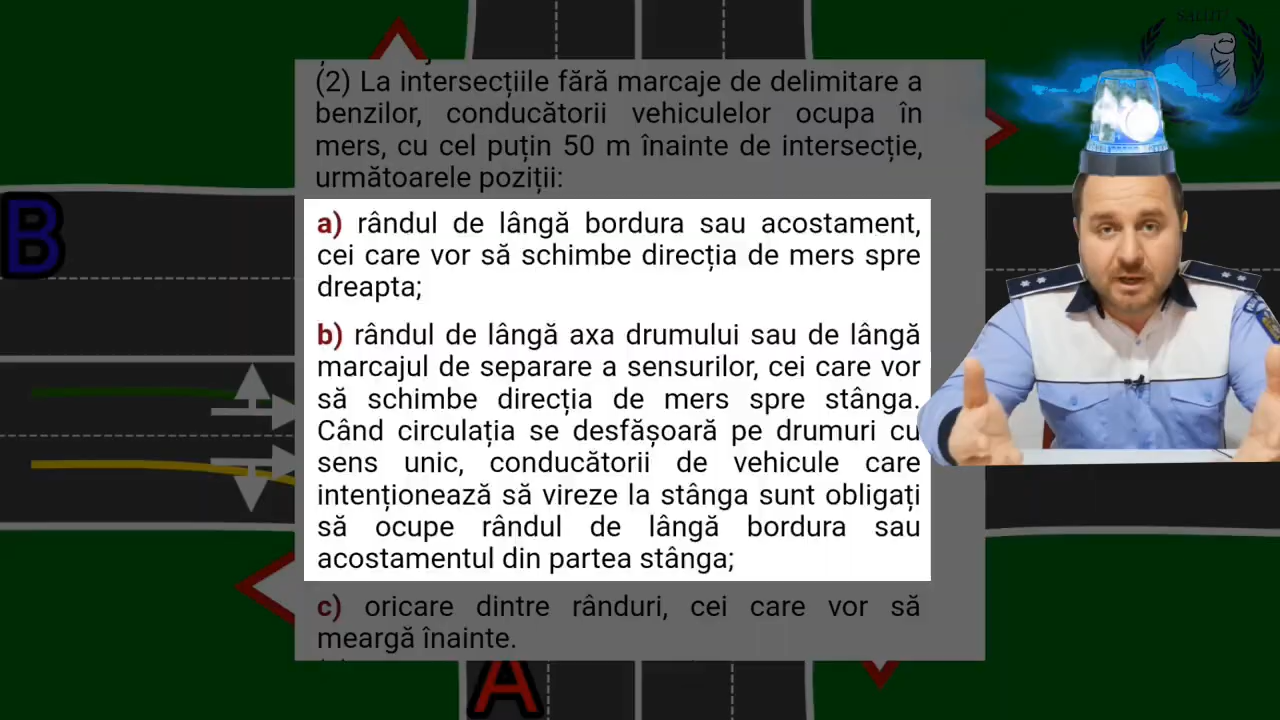 SALUT!
(2) La intersecțiile fără marcaje de delimitare a
benzilor, conducătorii vehiculelor ocupa în
mers, cu cel puțin 50 m înainte de intersecție,
următoarele poziții:
a) rândul de lângă bordura sau acostament,
cei care vor să schimbe direcția de mers spre
dreapta;
b) rândul de lângă axa drumului sau de lângă
marcajul de separare a sensurilor, cei care vor
să schimbe direcția de mers spre stânga.
Când circulația se desfășoară pe drumuri cu
sens unic, conducătorii de vehicule care
intenționează să vireze la stânga sunt obligați
să ocupe rândul de lângă bordura sau
acostamentul din partea stânga;
c) oricare dintre rânduri, cei care vor să
meargă înainte.
B
A